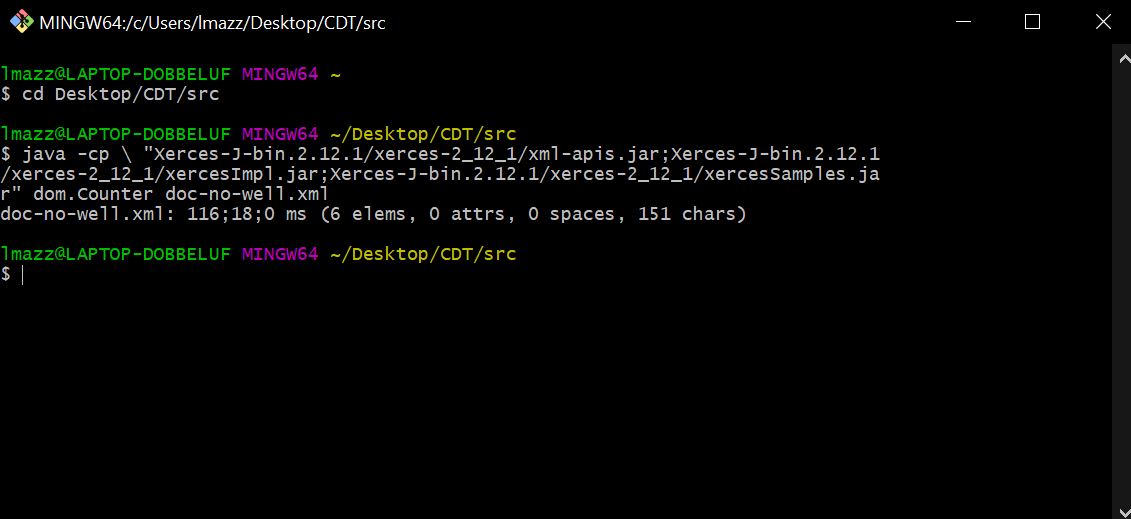 MINGW64:/c/Users/lmazz/Desktop/CDT/src
lmazz@LAPTOP-DOBBELUF MINGW64 ~
$ cd Desktop/CDT/src
lmazz@LAPTOP-DOBBELUF MINGW64 ~/Desktop/CDT/src
$ java -cp \ "Xerces-J-bin.2.12.1/xerces-2_12_1/xml-apis.jar;Xerces-J-bin.2.12.1
/xerces-2_12_1/xercesImpl.jar;Xerces-J-bin.2.12.1/xerces-2_12_1/xercesSamples.ja
r" dom.Counter doc-no-well.xml
doc-no-well.xml: 116;18;0 ms (6 elems, 0 attrs, 0 spaces, 151 chars)
lmazz@LAPTOP-DOBBELUF MINGW64 ~/Desktop/CDT/src
$